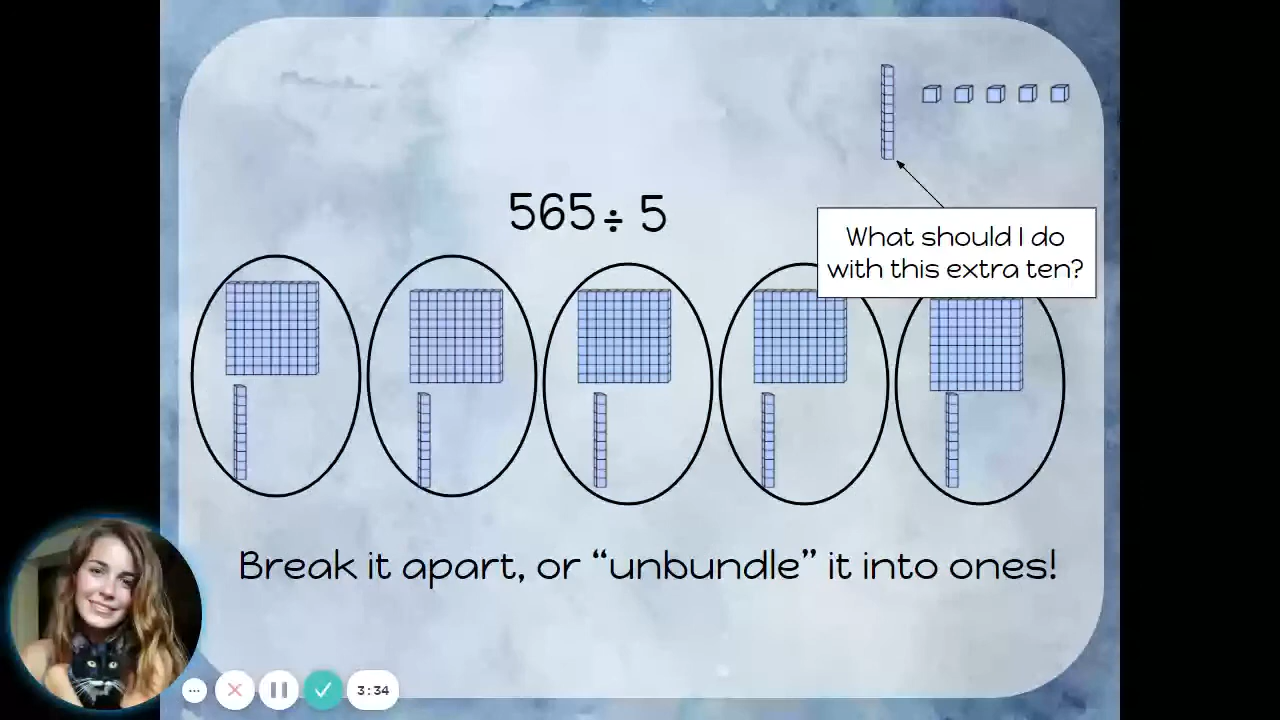 565 ÷ 5
What should I do
with this extra ten?
Break it apart, or “unbundle” it into ones!
3:34